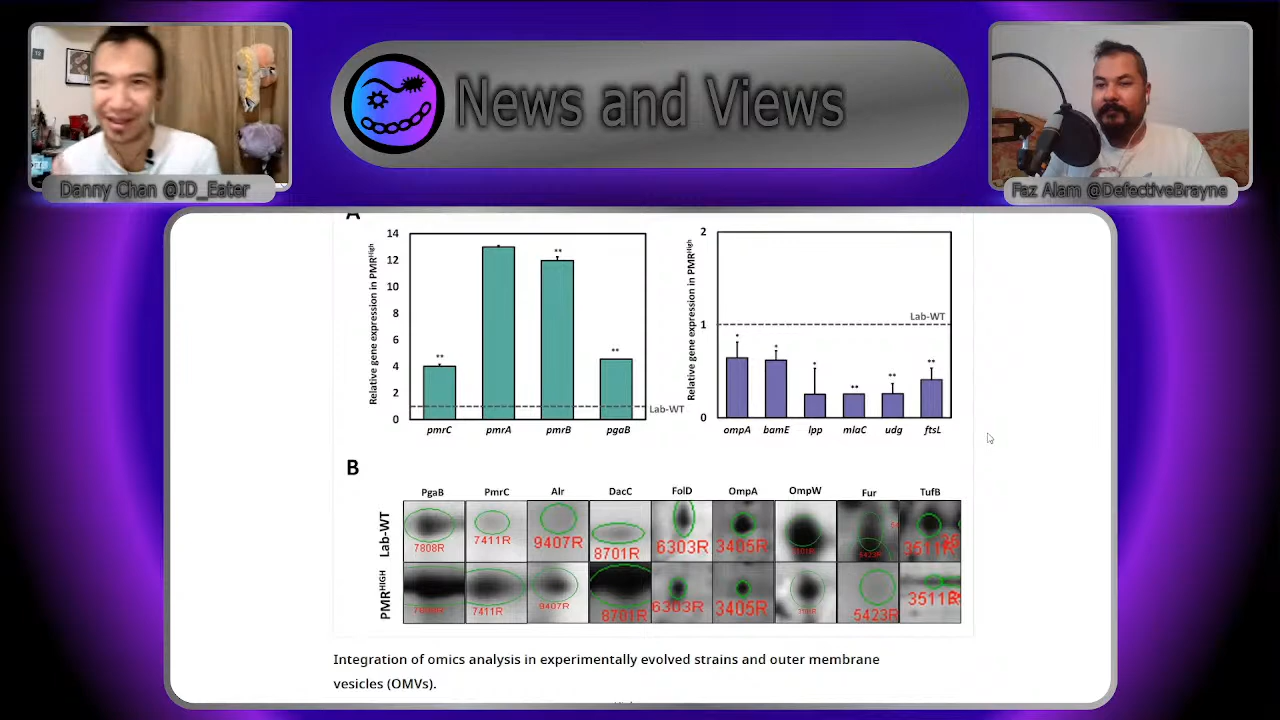 News and Views
Danny Chan @ID_Eater
Faz Alam @DefectiveBrayne
A
Relative gene expression in PMRHigh
14
12
10
8
6
4
2
0
**
**
**
Lab-WT
pmrC pmrA pmrB pgaB
Relative gene expression in PMRHigh
2
1
0
Lab-WT
* * * ** ** **
ompA bamE lpp mlaC udg ftsL
B
PgaB PmrC Alr DacC FolD OmpA OmpW Fur TufB
Lab-WT
7808R 7411R 9407R 8701R 6303R 3405R 5423R 3511R
PMRHIGH
7411R 9407R 8701R 6303R 3405R 5423R 3511R
Integration of omics analysis in experimentally evolved strains and outer membrane
vesicles (OMVs).